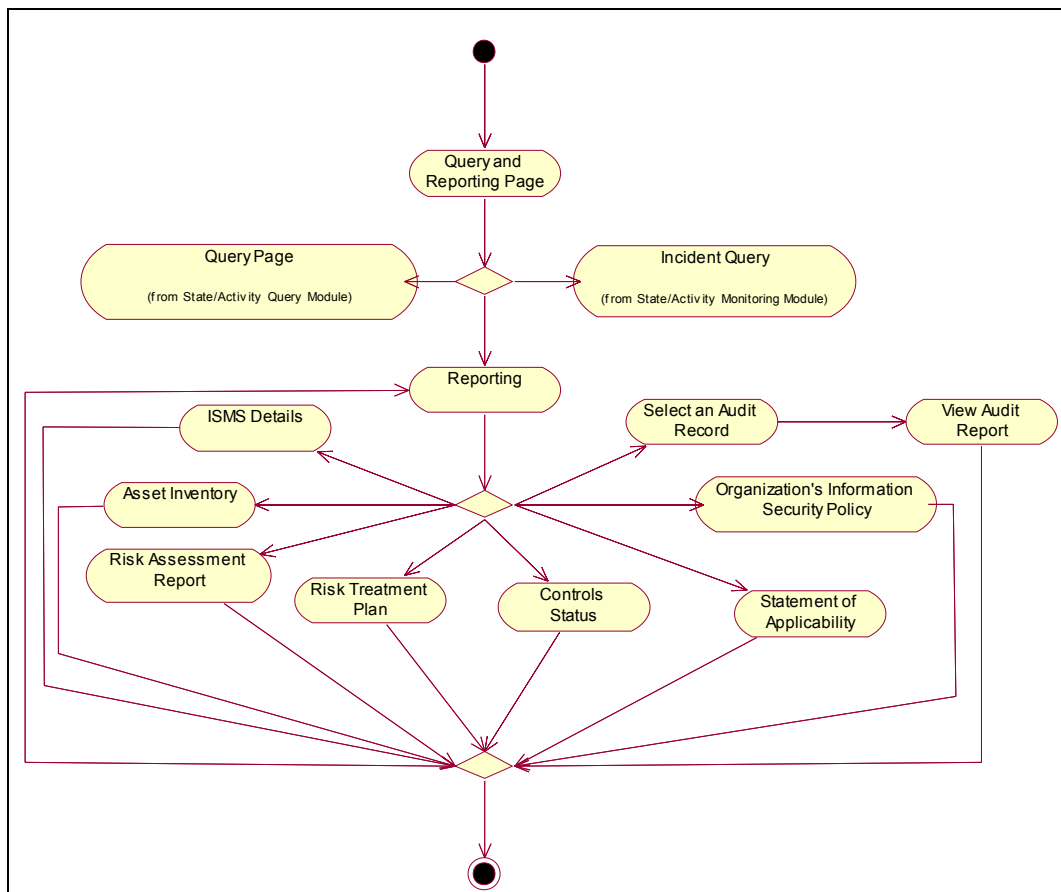 Query and
Reporting Page
Query Page
(from State/Activity Query Module)
Incident Query
(from State/Activity Monitoring Module)
Reporting
ISMS Details
Select an Audit
Record
View Audit
Report
Asset Inventory
Organization's Information
Security Policy
Risk Assessment
Report
Risk Treatment
Plan
Controls
Status
Statement of
Applicability